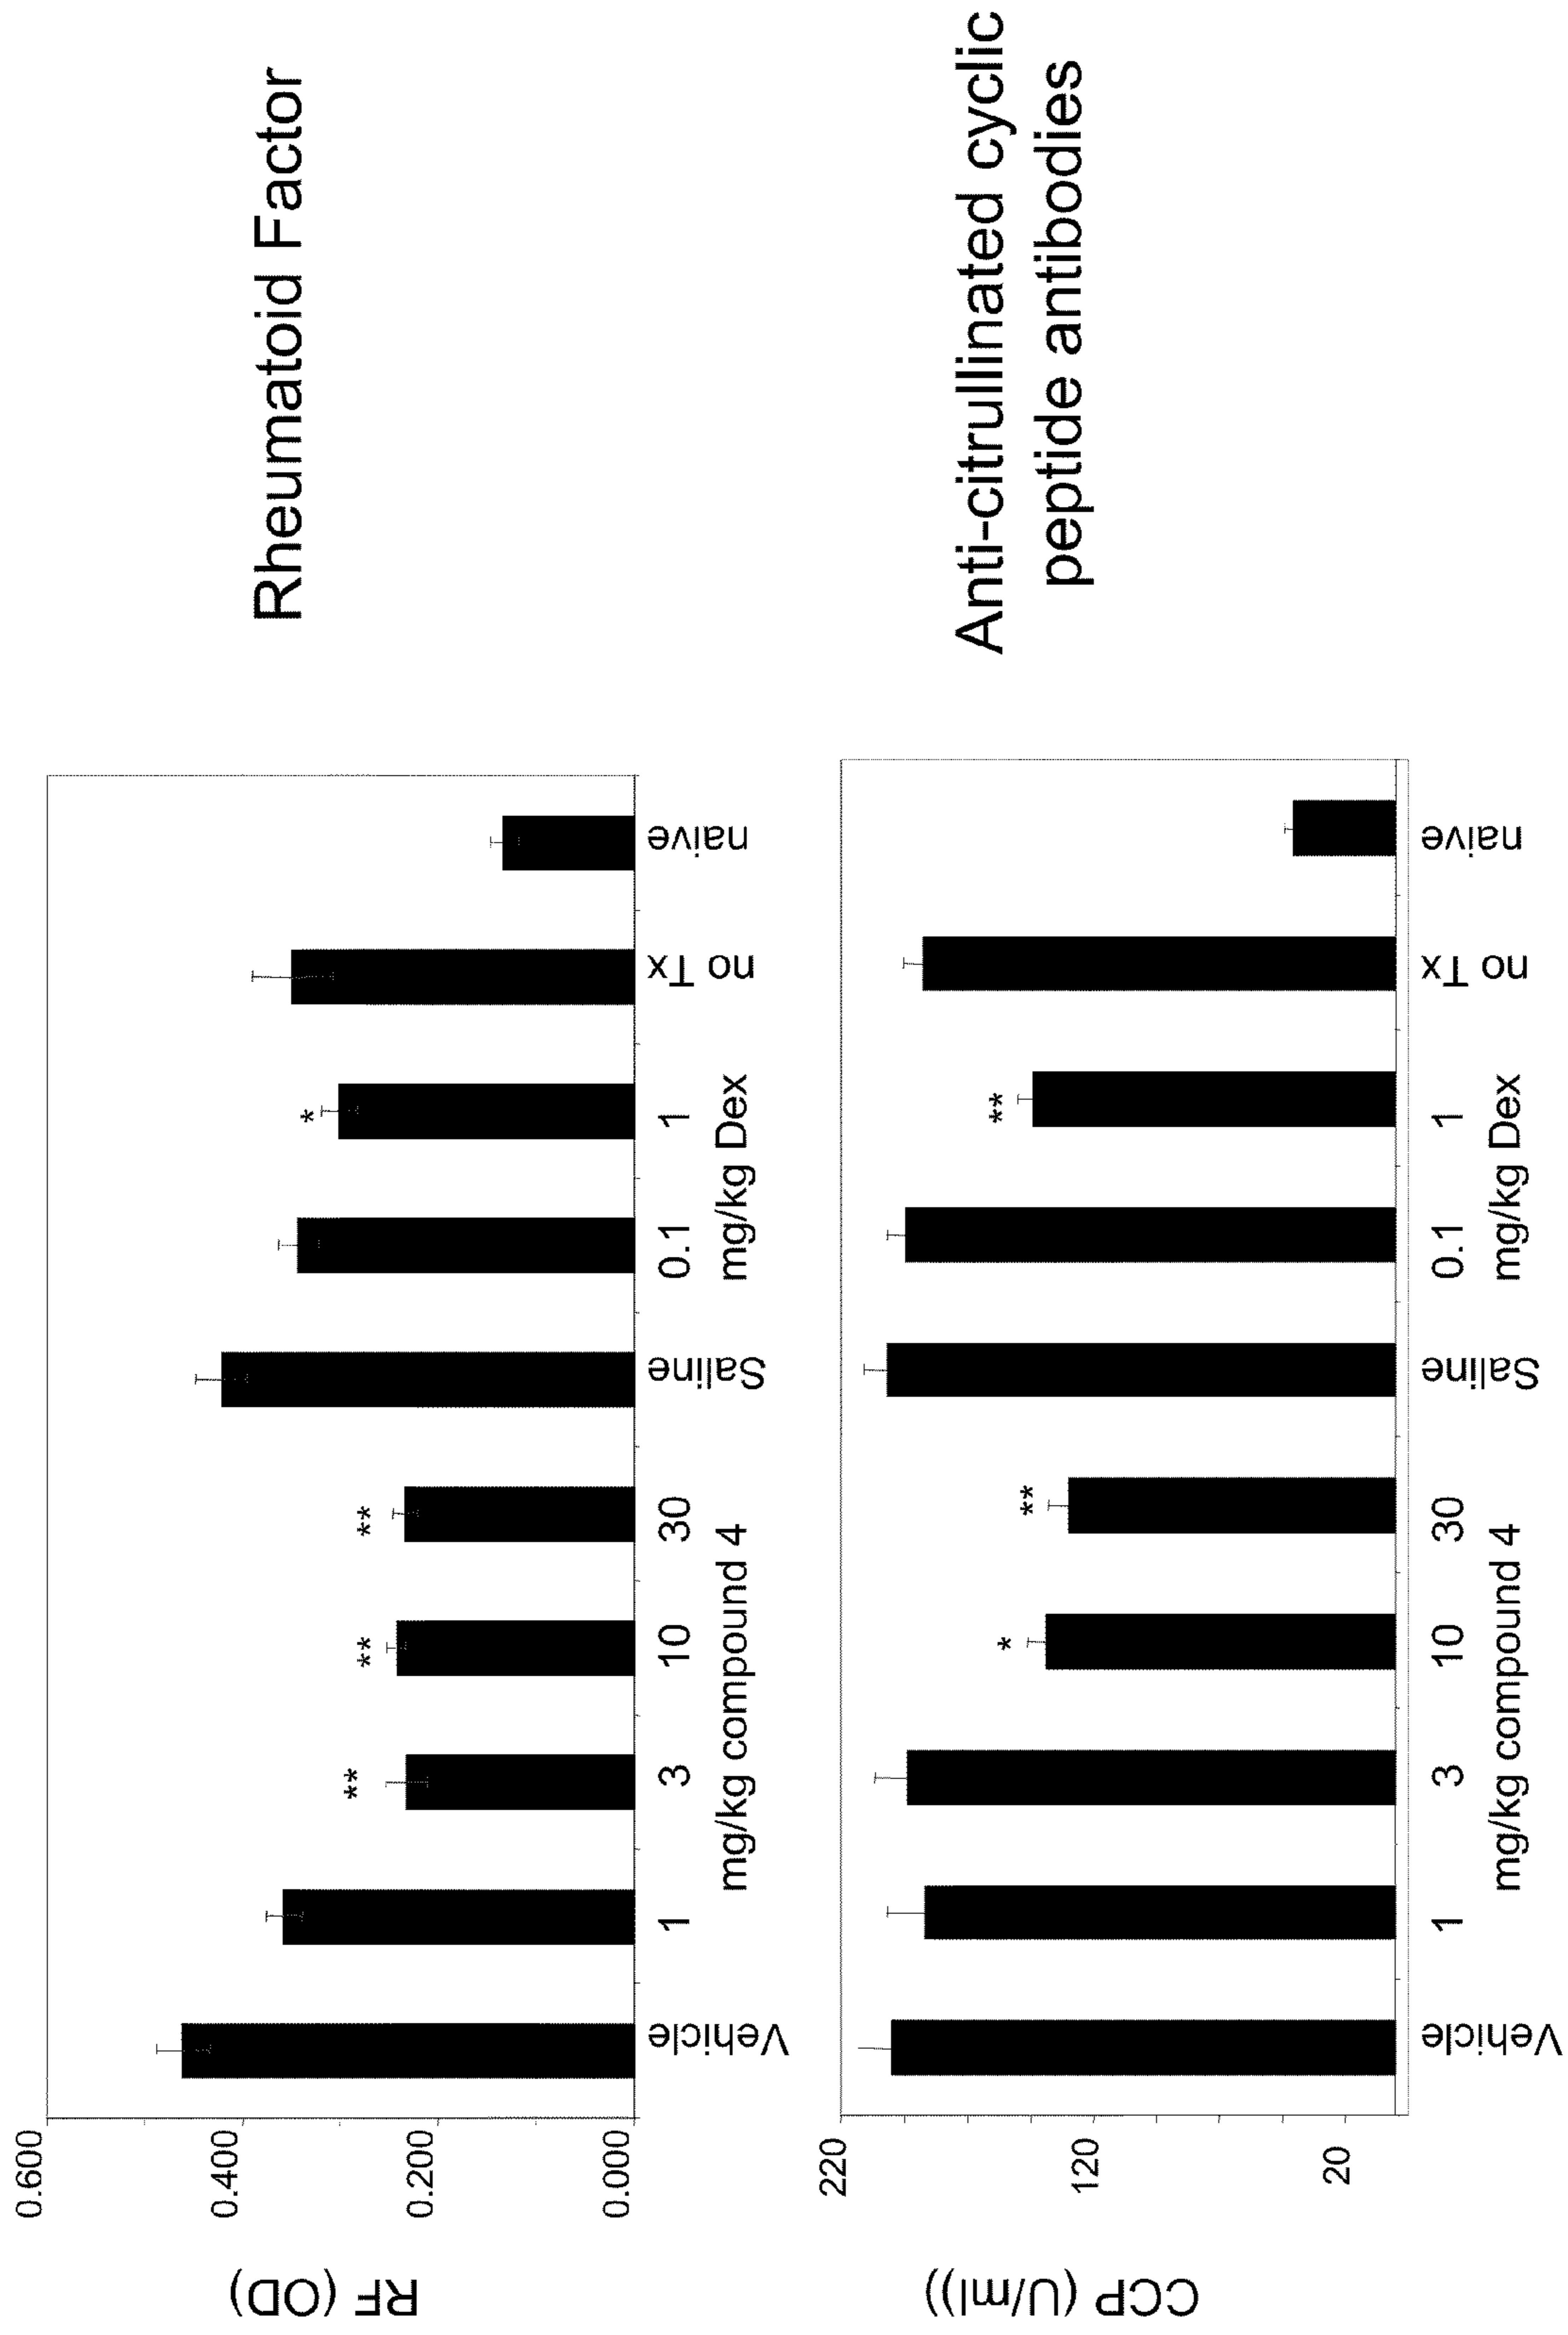 Rheumatoid Factor
RF (OD)
0.600
0.400
0.200
0.000
** ** ** *
Vehicle 1 3 10 30 Saline 0.1 1 no Tx naive
mg/kg compound 4 mg/kg Dex
Anti-citrullinated cyclic
peptide antibodies
CCP (U/ml))
220
120
20
* ** **
Vehicle 1 3 10 30 Saline 0.1 1 no Tx naive
mg/kg compound 4 mg/kg Dex